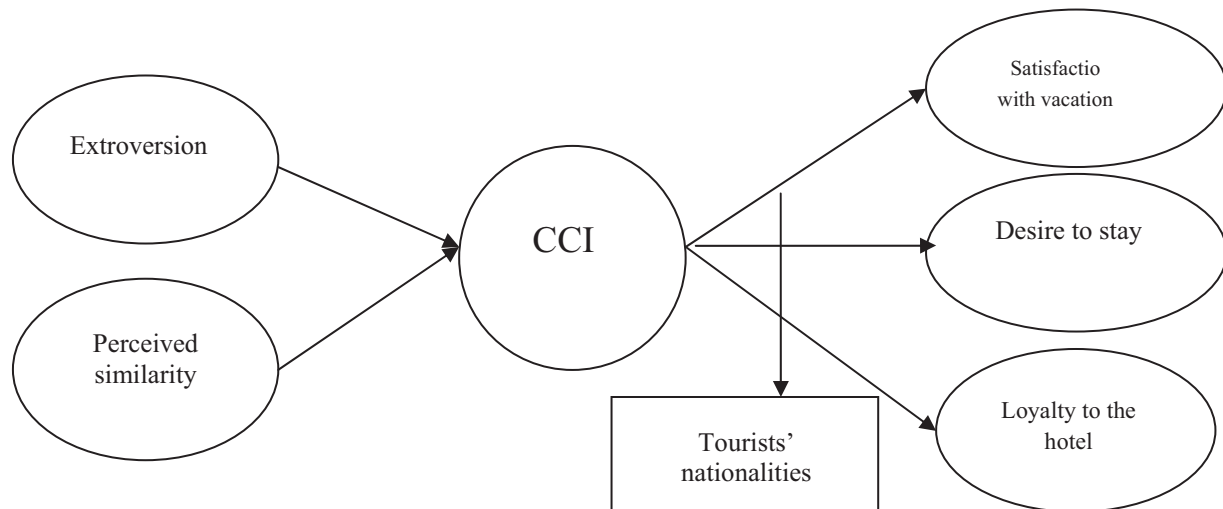 Extroversion
Perceived
similarity
CCI
Satisfactio
with vacation
Desire to stay
Loyalty to the
hotel
Tourists’
nationalities